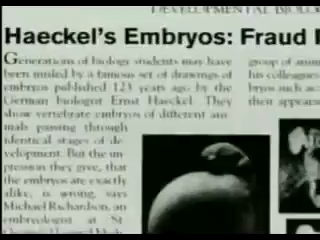 DEVELOPMENTAL BIOLO
Haeckel's Embryos: Fraud
Generations of biology students may have
been misled by a famous set of drawings of
embryos published 123 years ago by the
German biologist Ernst Haeckel. They
show vertebrate embryos of different ani-
mals passing through
identical stages of de-
velopment. But the im-
pression they give, that
the embryos are exactly
alike, is wrong, says
Michael Richardson, an
embryologist at St.
group of
his colleagues
bryos such as
their appeara